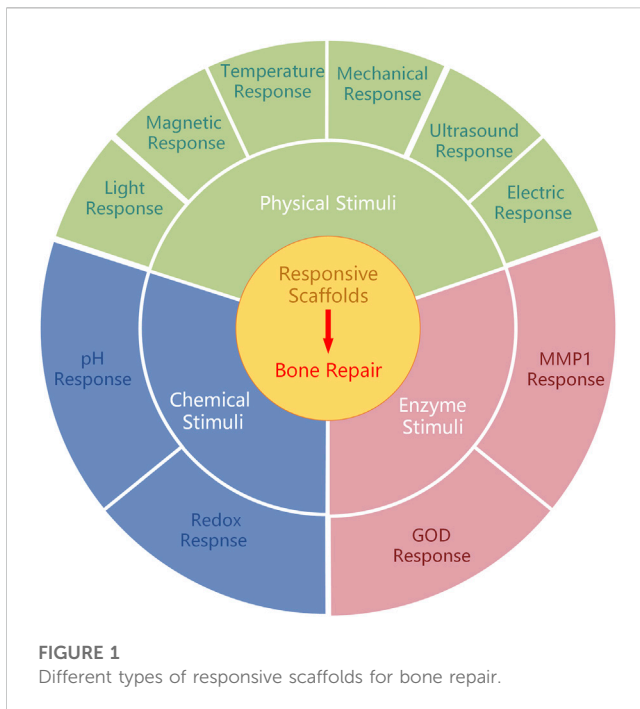 Temperature
Response
Mechanical
Response
Magnetic
Response
Ultrasound
Response
Light
Response
Physical Stimuli
Electric
Response
Responsive
Scaffolds
Bone Repair
pH
Response
Chemical
Stimuli
Enzyme
Stimuli
MMP1
Response
Redox
Respnse
GOD
Response
FIGURE 1
Different types of responsive scaffolds for bone repair.